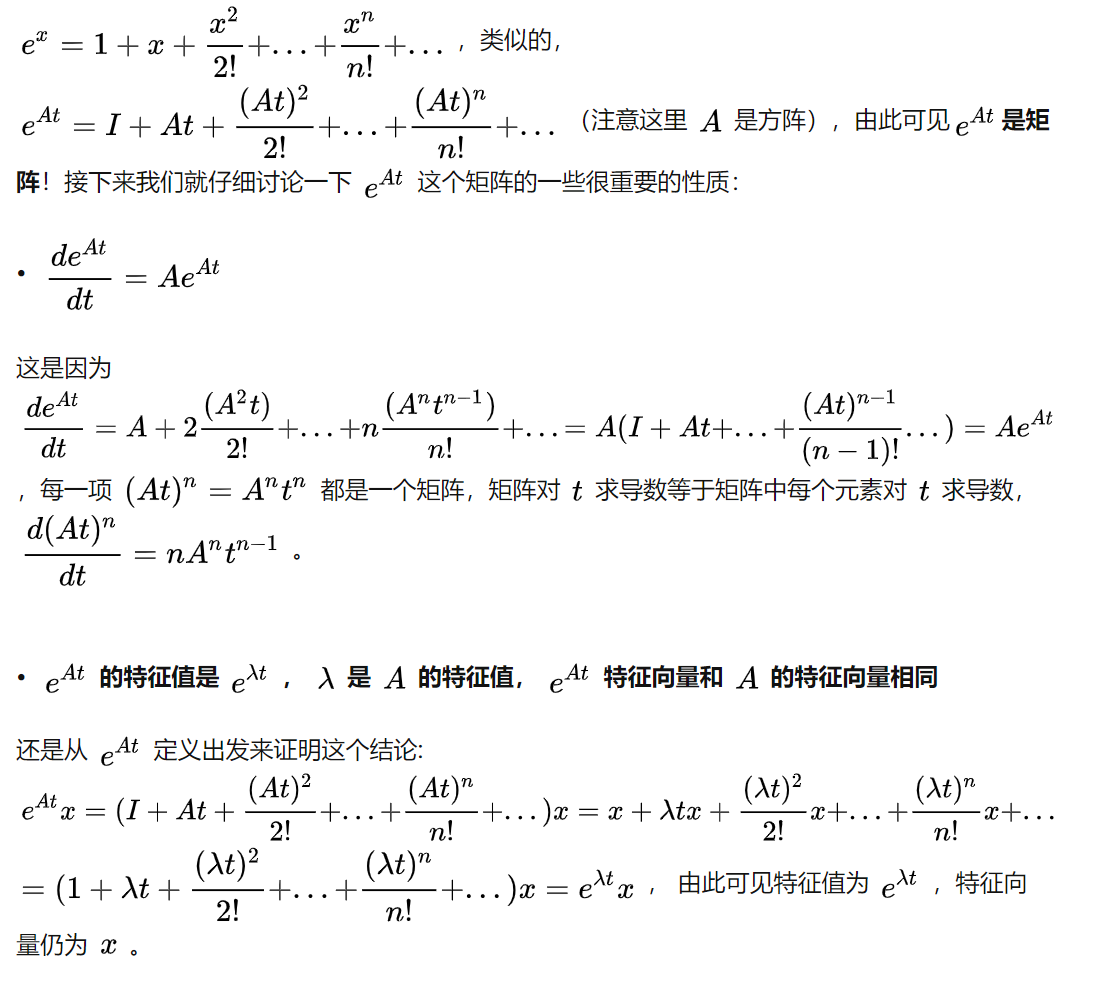 $e^x = 1 + x + \frac{x^2}{2!} + \ldots + \frac{x^n}{n!} + \ldots$ ，类似的，
$e^{At} = I + At + \frac{(At)^2}{2!} + \ldots + \frac{(At)^n}{n!} + \ldots$ （注意这里 $A$ 是方阵），由此可见 $e^{At}$ 是矩
阵！接下来我们就仔细讨论一下 $e^{At}$ 这个矩阵的一些很重要的性质：
• $\frac{de^{At}}{dt} = Ae^{At}$
这是因为
$\frac{de^{At}}{dt} = A + 2\frac{(A^2t)}{2!} + \ldots + n\frac{(A^nt^{n-1})}{n!} + \ldots = A(I + At + \ldots + \frac{(At)^{n-1}}{(n-1)!} \ldots) = Ae^{At}$
，每一项 $(At)^n = A^nt^n$ 都是一个矩阵，矩阵对 $t$ 求导数等于矩阵中每个元素对 $t$ 求导数，
$\frac{d(At)^n}{dt} = nA^nt^{n-1}$ 。
• $e^{At}$ 的特征值是 $e^{\lambda t}$ ， $\lambda$ 是 $A$ 的特征值， $e^{At}$ 特征向量和 $A$ 的特征向量相同
还是从 $e^{At}$ 定义出发来证明这个结论:
$e^{At}x = (I + At + \frac{(At)^2}{2!} + \ldots + \frac{(At)^n}{n!} + \ldots)x = x + \lambda tx + \frac{(\lambda t)^2}{2!}x + \ldots + \frac{(\lambda t)^n}{n!}x + \ldots$
$= (1 + \lambda t + \frac{(\lambda t)^2}{2!} + \ldots + \frac{(\lambda t)^n}{n!} + \ldots)x = e^{\lambda t}x$ ， 由此可见特征值为 $e^{\lambda t}$ ，特征向
量仍为 $x$ 。